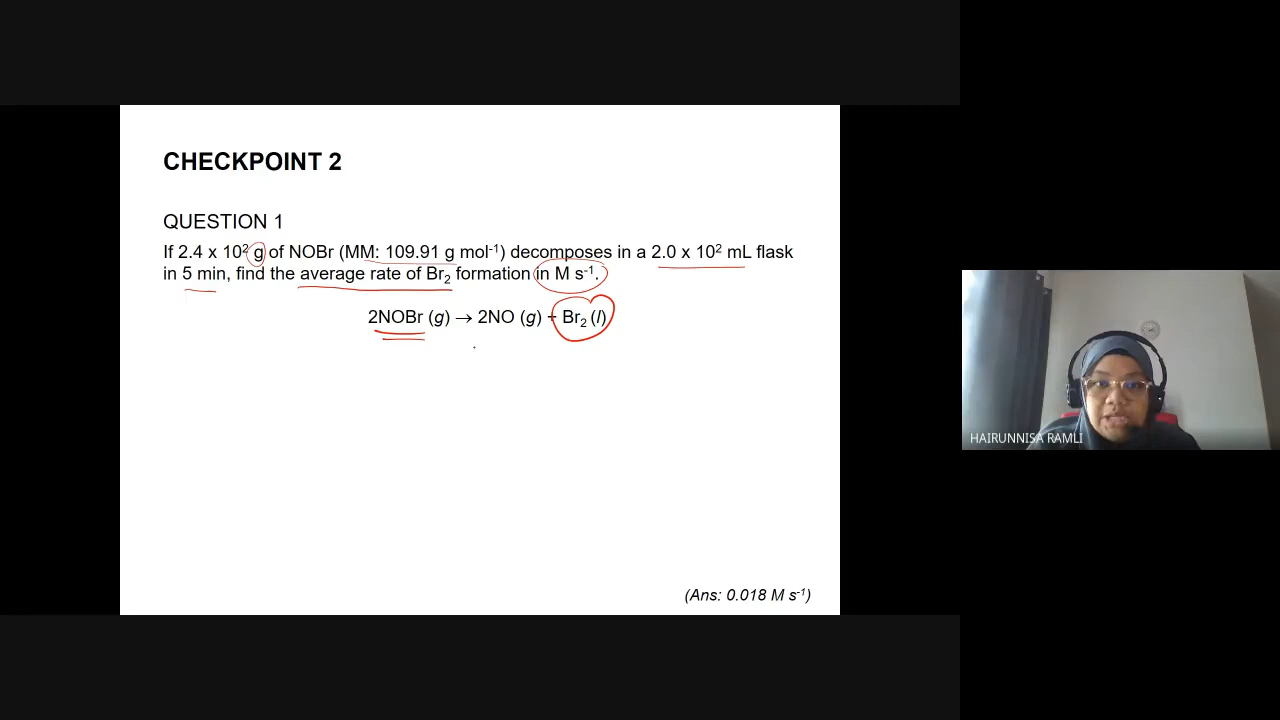 CHECKPOINT 2
QUESTION 1
If 2.4 x 10² g of NOBr (MM: 109.91 g mol⁻¹) decomposes in a 2.0 x 10² mL flask
in 5 min, find the average rate of Br₂ formation in M s⁻¹.
2NOBr (g) → 2NO (g) + Br₂ (l)
HAIRUNNISA RAMLI
(Ans: 0.018 M s⁻¹)